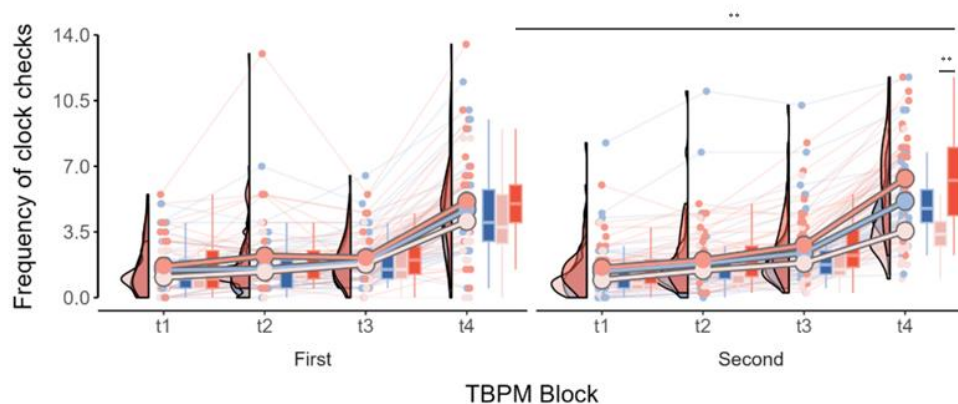 **
**
Frequency of clock checks
14.0
10.5
7.0
3.5
0.0
t1 t2 t3 t4 t1 t2 t3 t4
First Second
TBPM Block